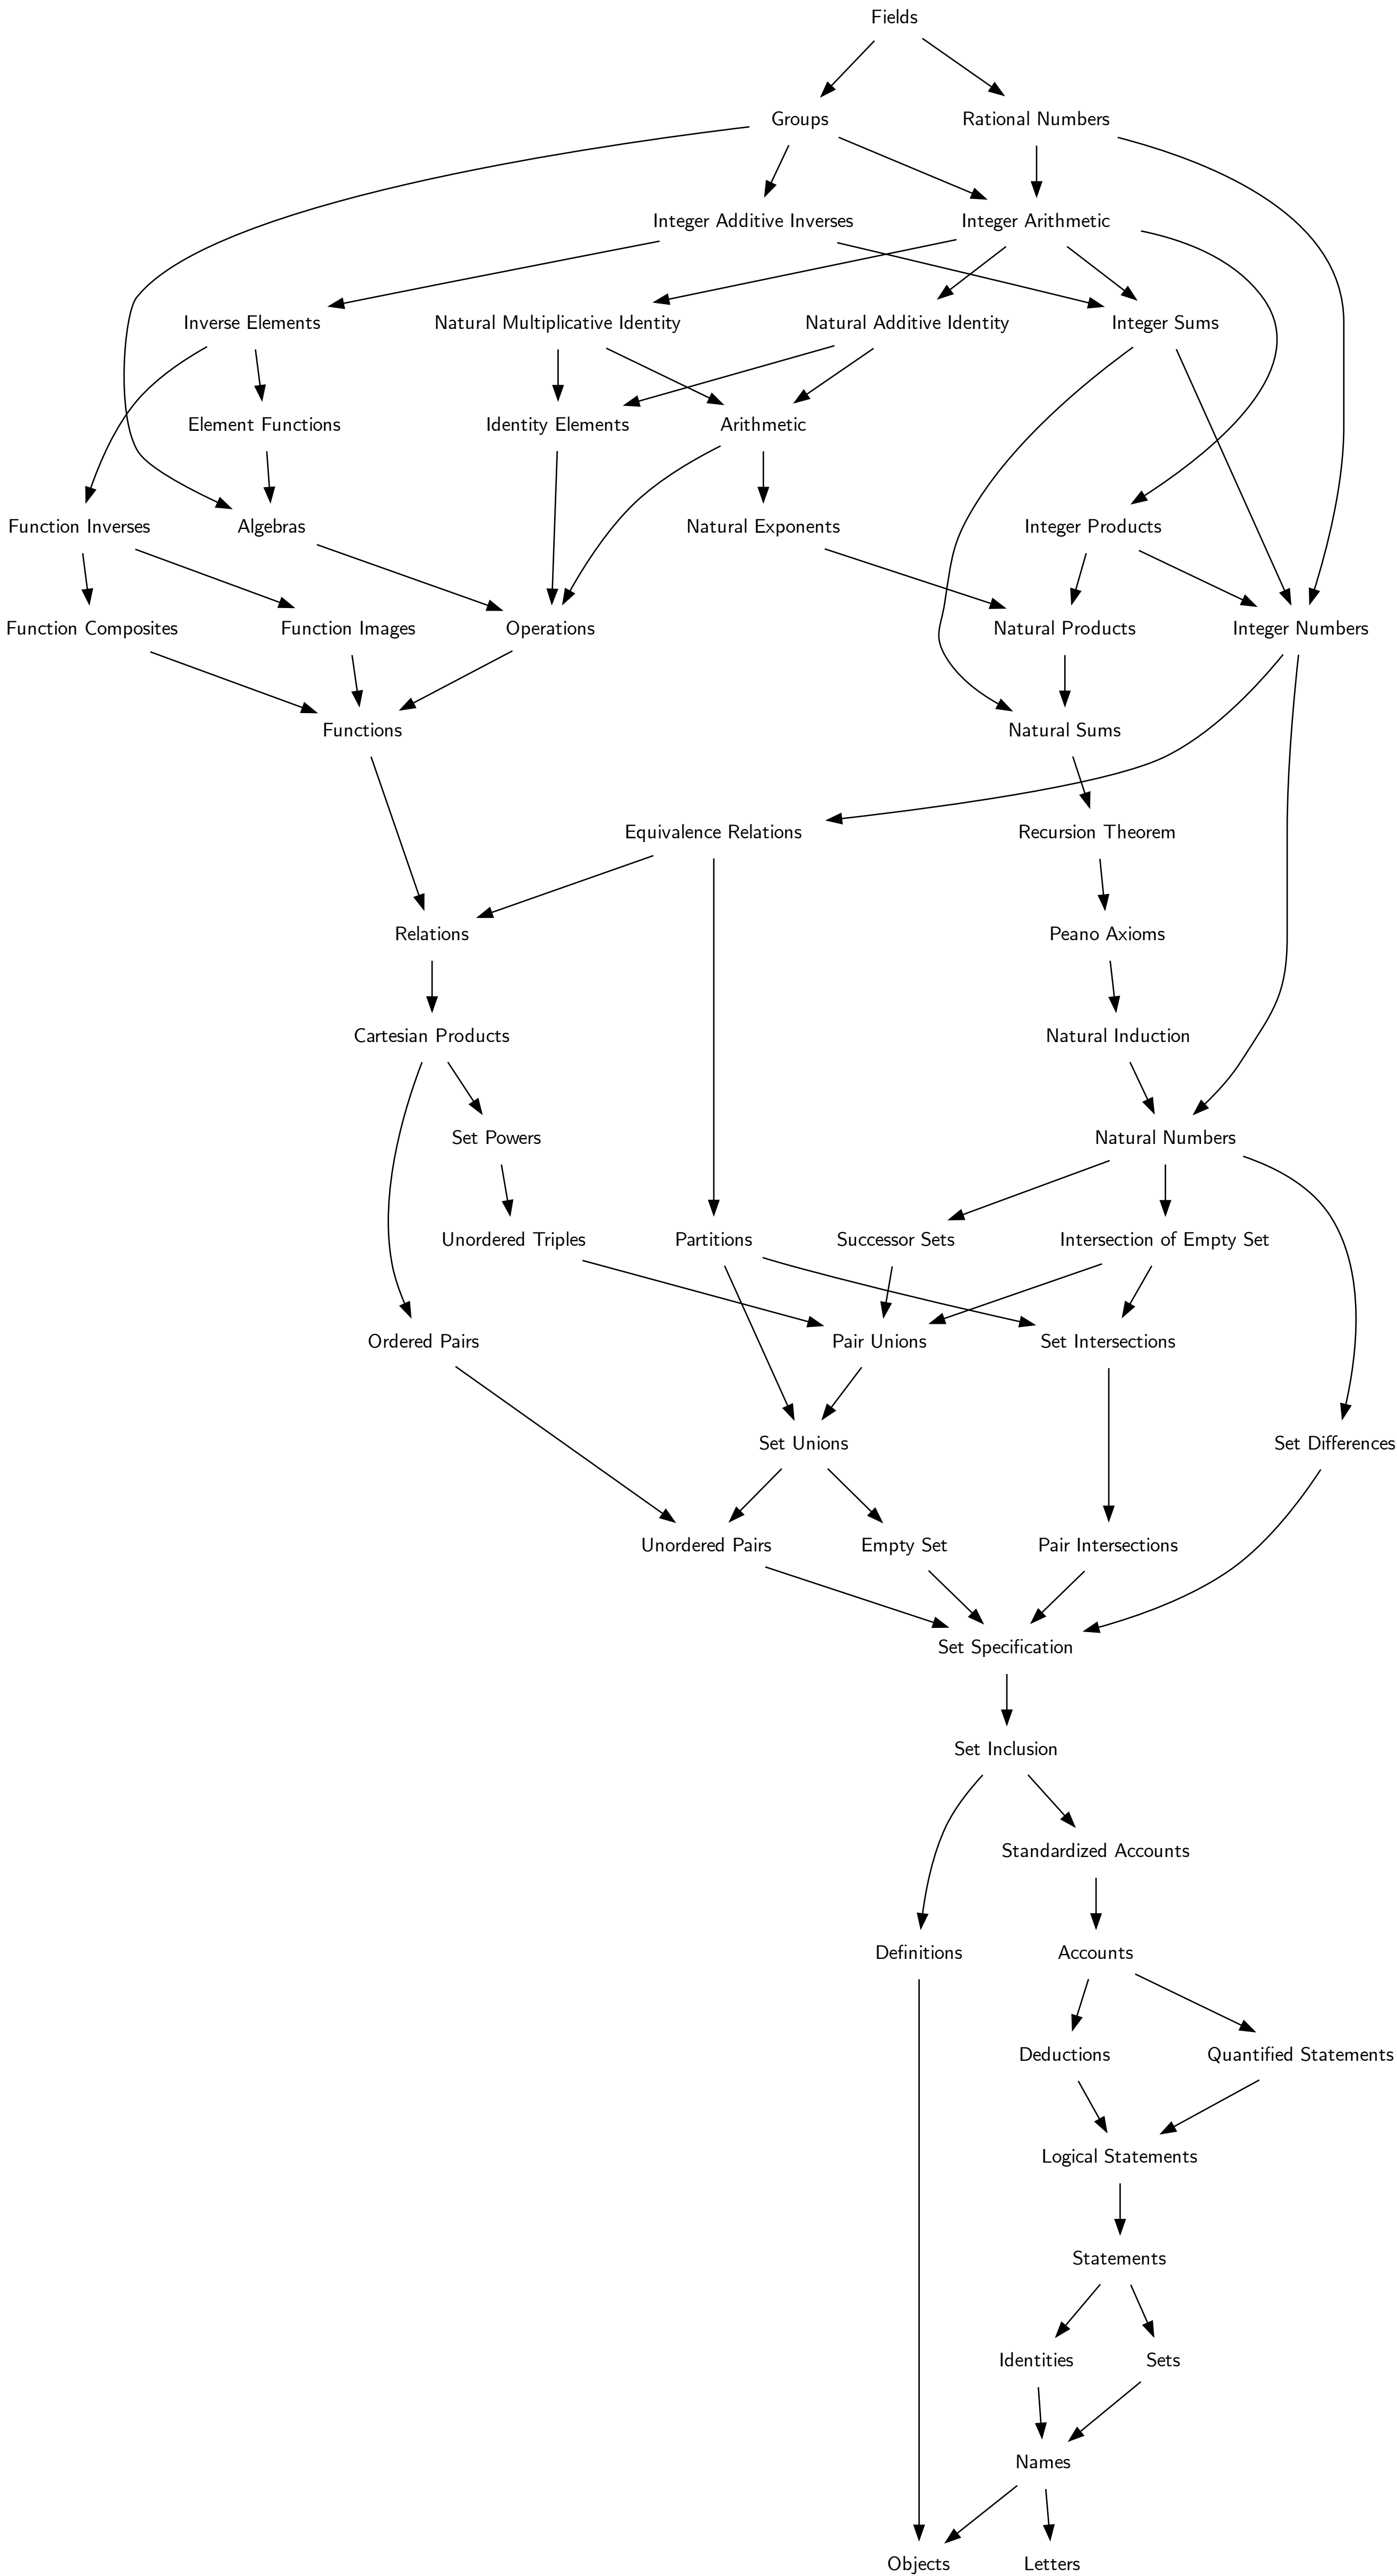 Fields
Groups
Rational Numbers
Integer Additive Inverses
Integer Arithmetic
Inverse Elements
Natural Multiplicative Identity
Natural Additive Identity
Integer Sums
Element Functions
Identity Elements
Arithmetic
Function Inverses
Algebras
Natural Exponents
Integer Products
Function Composites
Function Images
Operations
Natural Products
Integer Numbers
Functions
Natural Sums
Equivalence Relations
Recursion Theorem
Relations
Peano Axioms
Cartesian Products
Natural Induction
Set Powers
Natural Numbers
Unordered Triples
Partitions
Successor Sets
Intersection of Empty Set
Ordered Pairs
Pair Unions
Set Intersections
Set Unions
Set Differences
Unordered Pairs
Empty Set
Pair Intersections
Set Specification
Set Inclusion
Standardized Accounts
Definitions
Accounts
Deductions
Quantified Statements
Logical Statements
Statements
Identities
Sets
Names
Objects
Letters